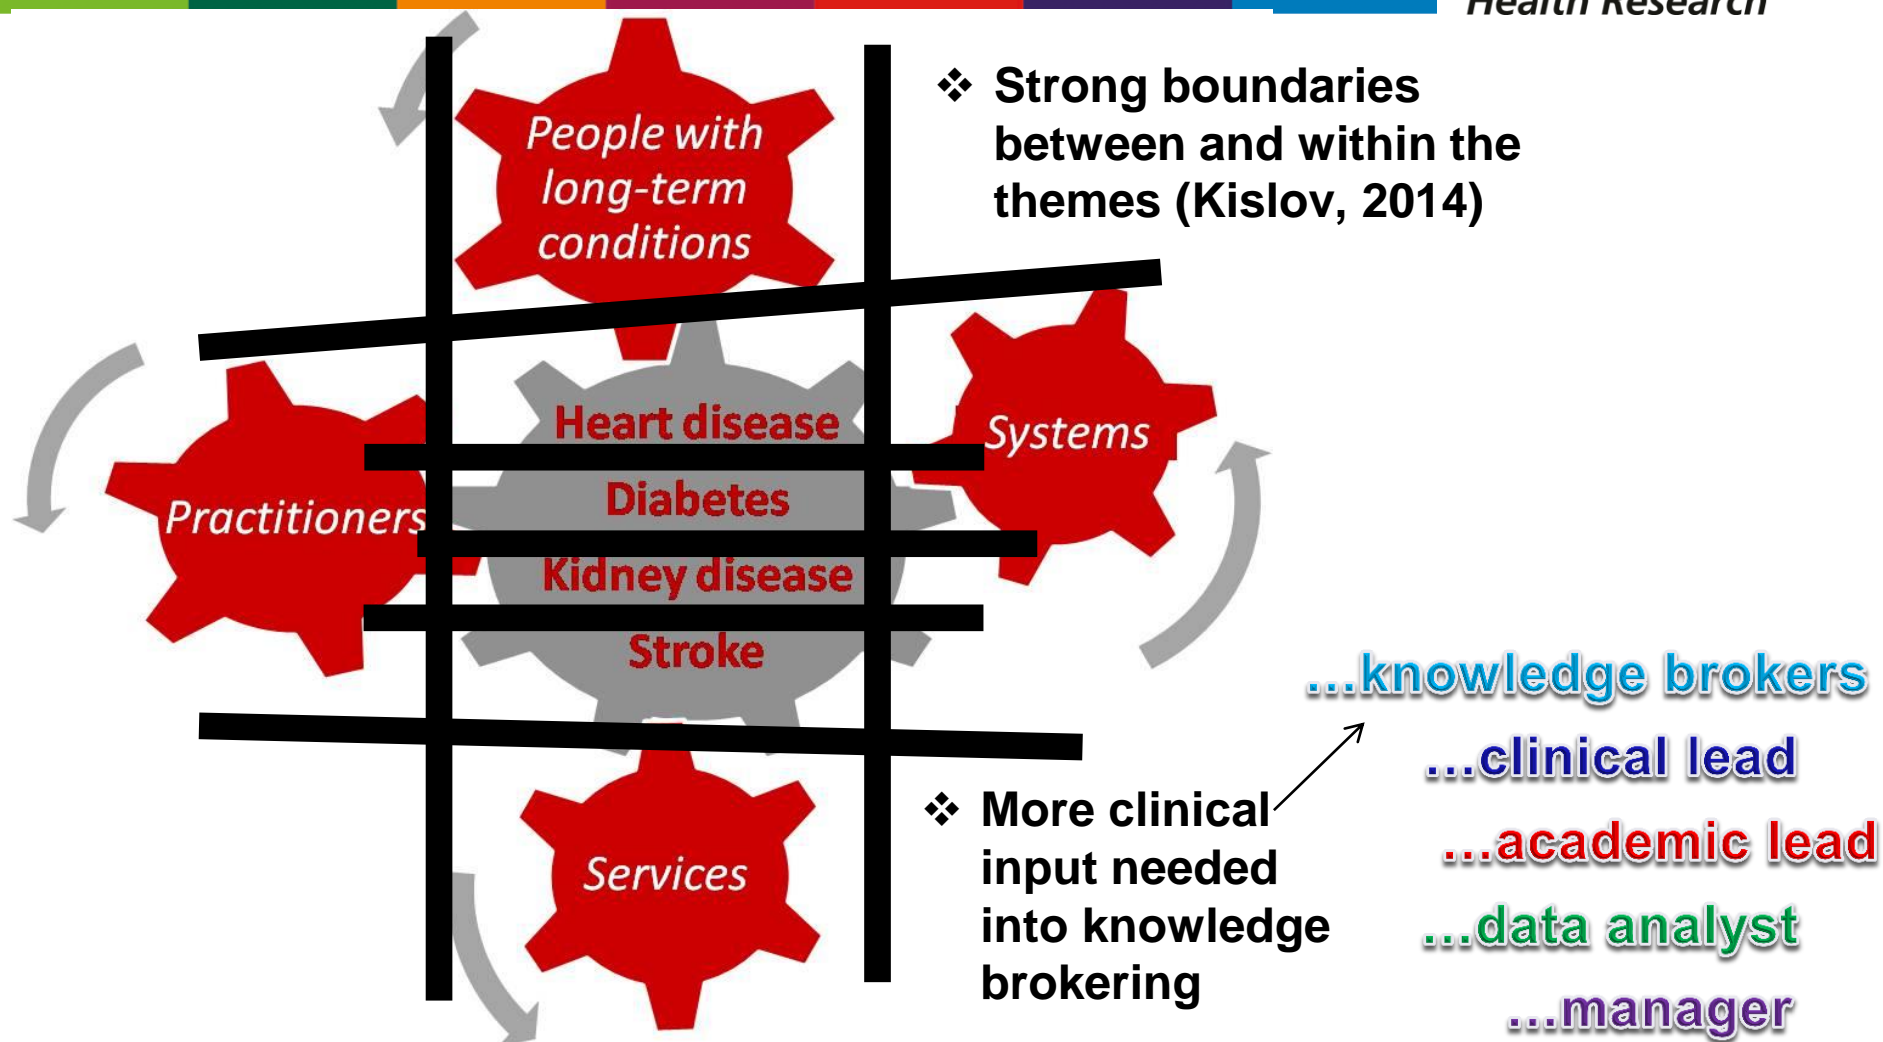 Health Research
People with
long-term
conditions
❖ Strong boundaries
between and within the
themes (Kislov, 2014)
Heart disease
Systems
Diabetes
Practitioners
Kidney disease
Stroke
Services
❖ More clinical
input needed
into knowledge
brokering
...knowledge brokers
...clinical lead
...academic lead
...data analyst
...manager